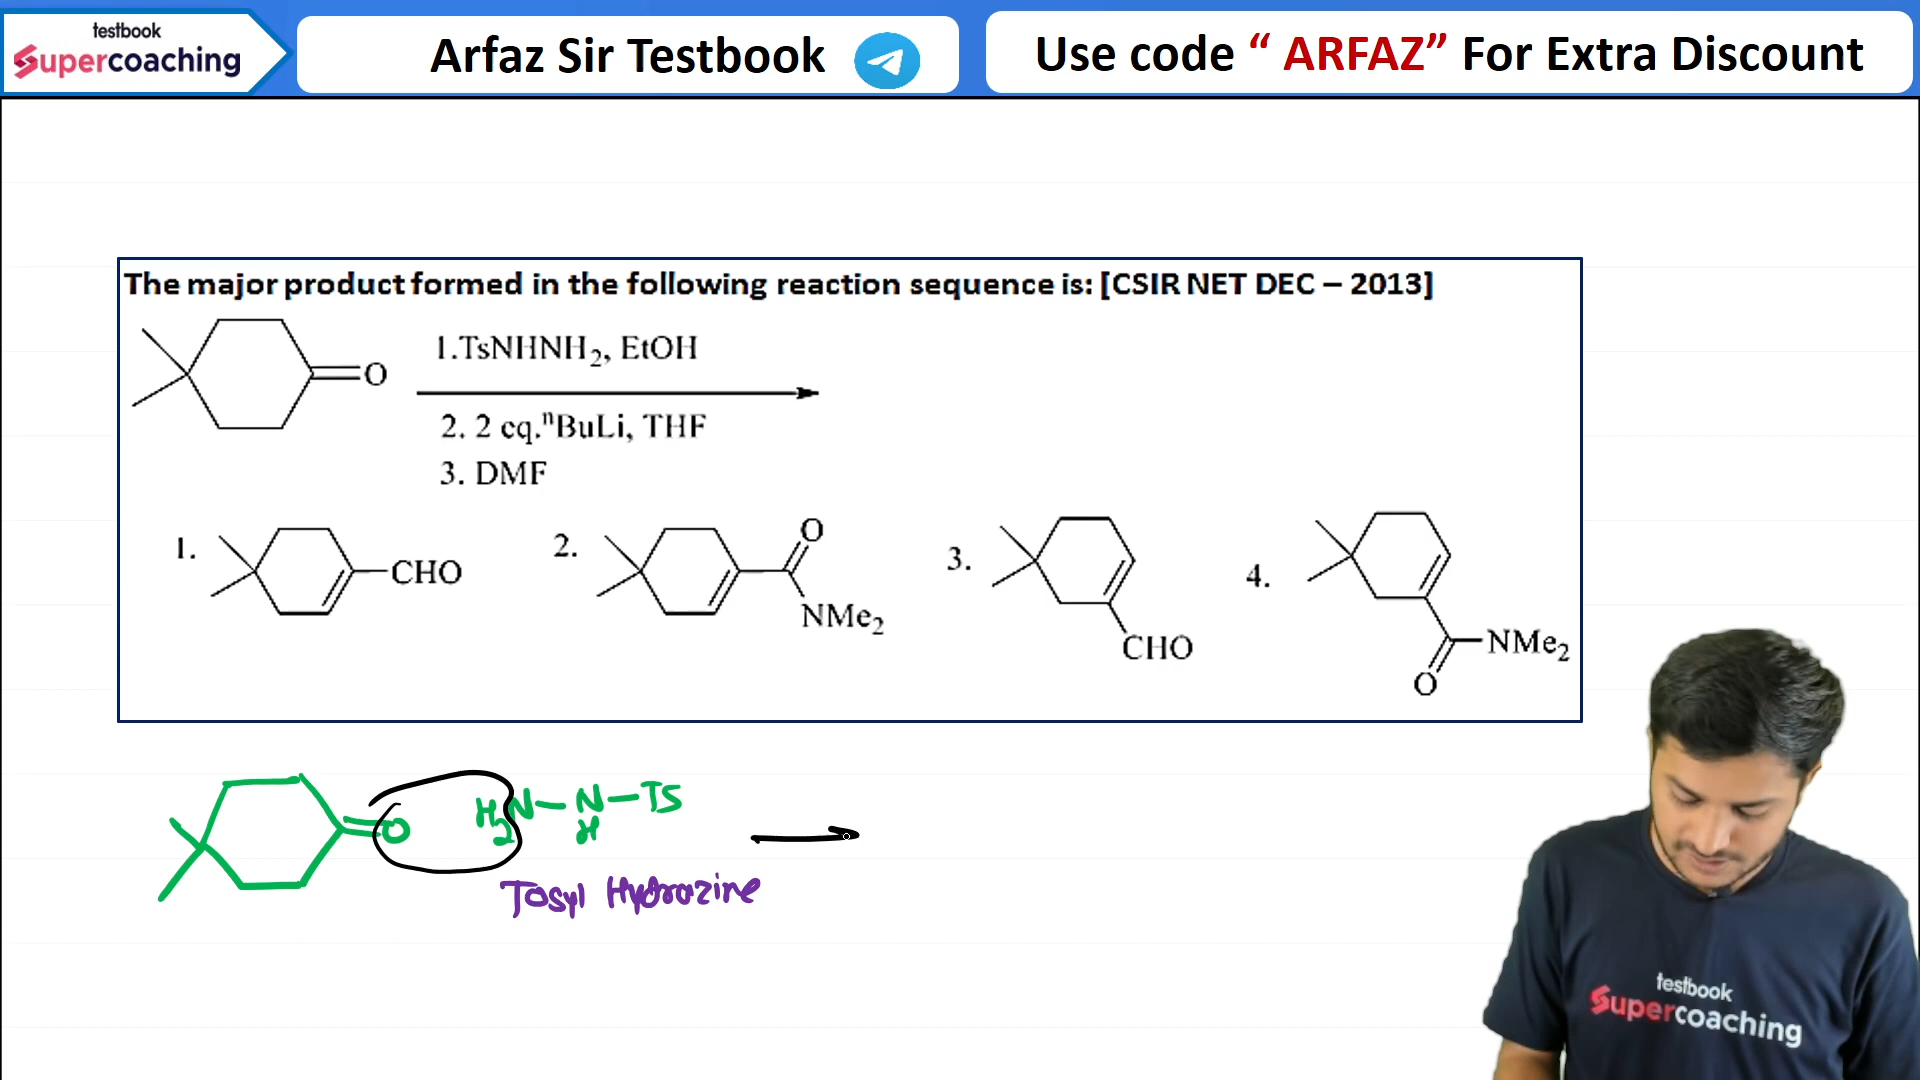 testbook
Supercoaching
Arfaz Sir Testbook
Use code “ ARFAZ” For Extra Discount
The major product formed in the following reaction sequence is: [CSIR NET DEC – 2013]
O
1.TsNHNH2, EtOH
2. 2 eq.ⁿBuLi, THF
3. DMF
1.
CHO
2.
O
NMe2
3.
CHO
4.
NMe2
O
O
H2N—N—Ts
H
Tosyl Hydrazine
testbook
Supercoaching